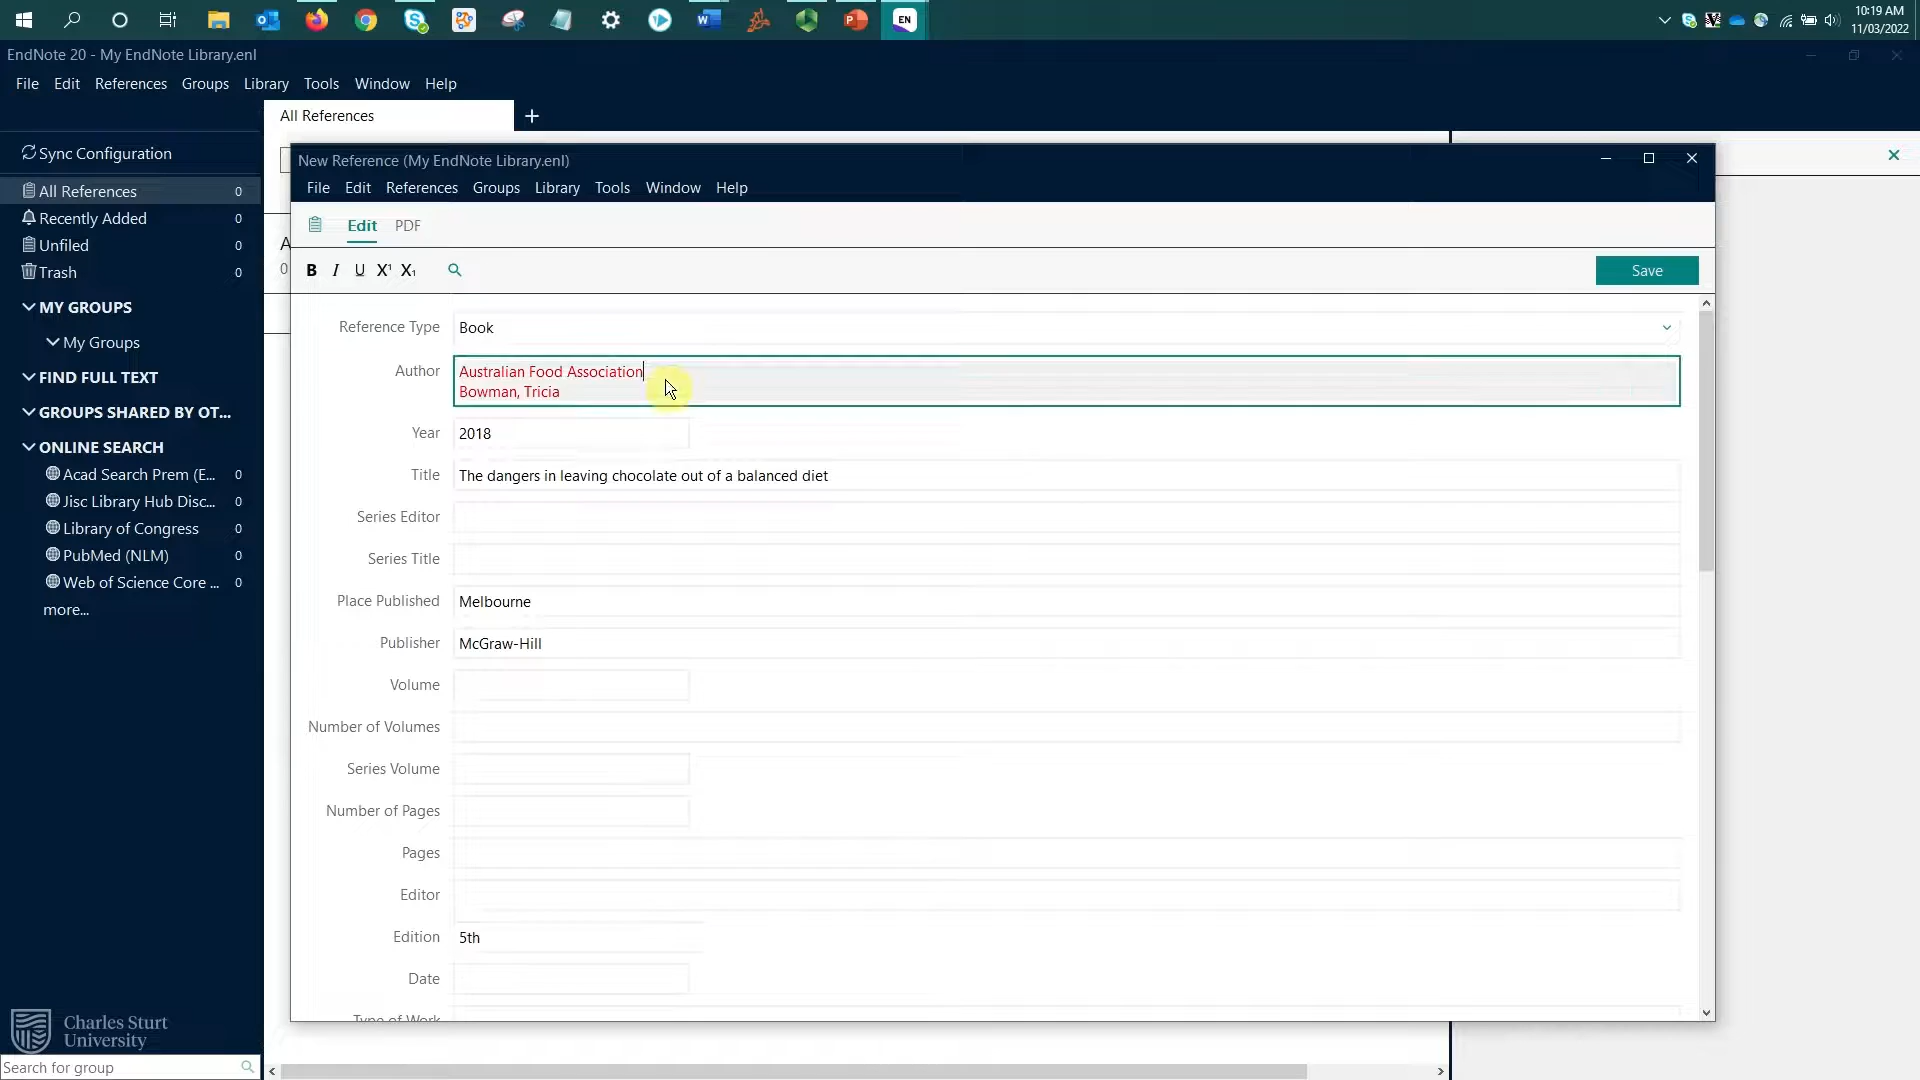 EN
10:19 AM
11/03/2022
EndNote 20 - My EndNote Library.enl
File Edit References Groups Library Tools Window Help
All References
Sync Configuration
All References 0
Recently Added 0
Unfiled 0
Trash 0
MY GROUPS
My Groups
FIND FULL TEXT
GROUPS SHARED BY OT...
ONLINE SEARCH
Acad Search Prem (E... 0
Jisc Library Hub Disc... 0
Library of Congress 0
PubMed (NLM) 0
Web of Science Core ... 0
more...
Charles Sturt
University
Search for group
New Reference (My EndNote Library.enl)
File Edit References Groups Library Tools Window Help
Edit PDF
B I U X¹ X₁
Save
Reference Type Book
Author Australian Food Association
Bowman, Tricia
Year 2018
Title The dangers in leaving chocolate out of a balanced diet
Series Editor
Series Title
Place Published Melbourne
Publisher McGraw-Hill
Volume
Number of Volumes
Series Volume
Number of Pages
Pages
Editor
Edition 5th
Date
Type of Work